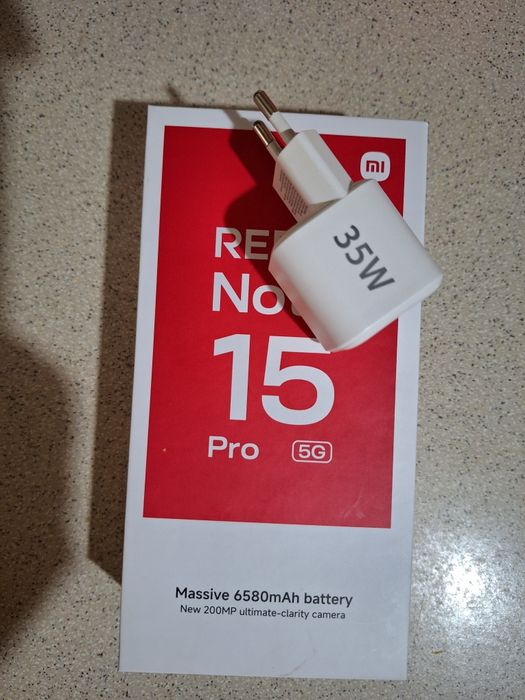 mi
35W
RE
No
15
Pro 5G
Massive 6580mAh battery
New 200MP ultimate-clarity camera